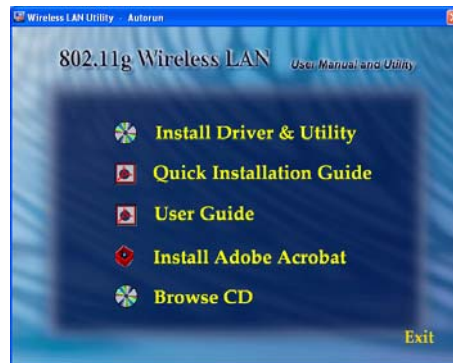 Wireless LAN Utility - Autorun
802.11g Wireless LAN User Manual and Utility
Install Driver & Utility
Quick Installation Guide
User Guide
Install Adobe Acrobat
Browse CD
Exit